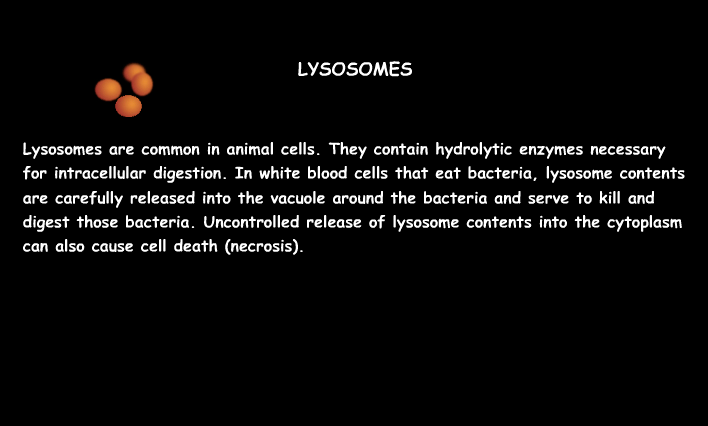 LYSOSOMES
Lysosomes are common in animal cells. They contain hydrolytic enzymes necessary
for intracellular digestion. In white blood cells that eat bacteria, lysosome contents
are carefully released into the vacuole around the bacteria and serve to kill and
digest those bacteria. Uncontrolled release of lysosome contents into the cytoplasm
can also cause cell death (necrosis).